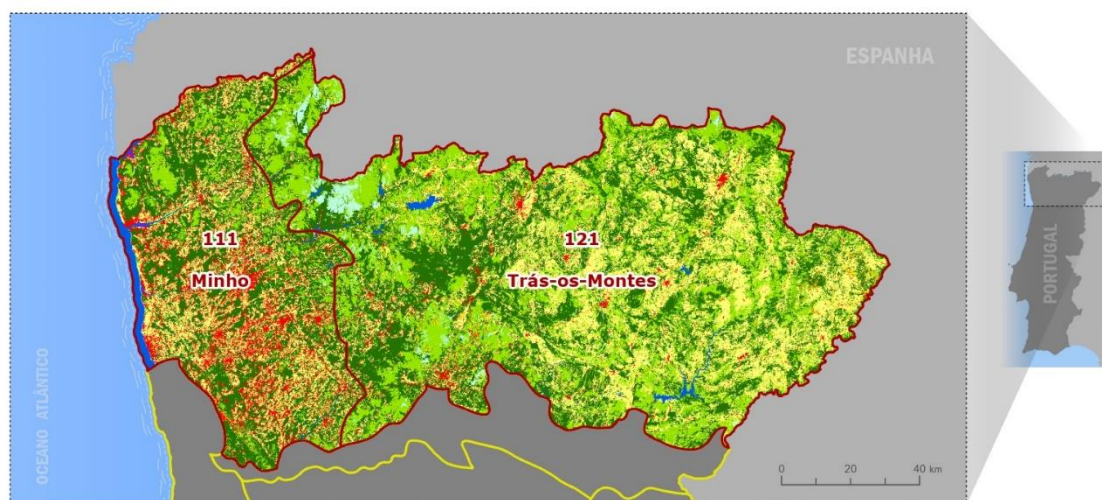 ESPANHA
111
Minho
121
Trás-os-Montes
OCEANO ATLÂNTICO
PORTUGAL
0 20 40 km